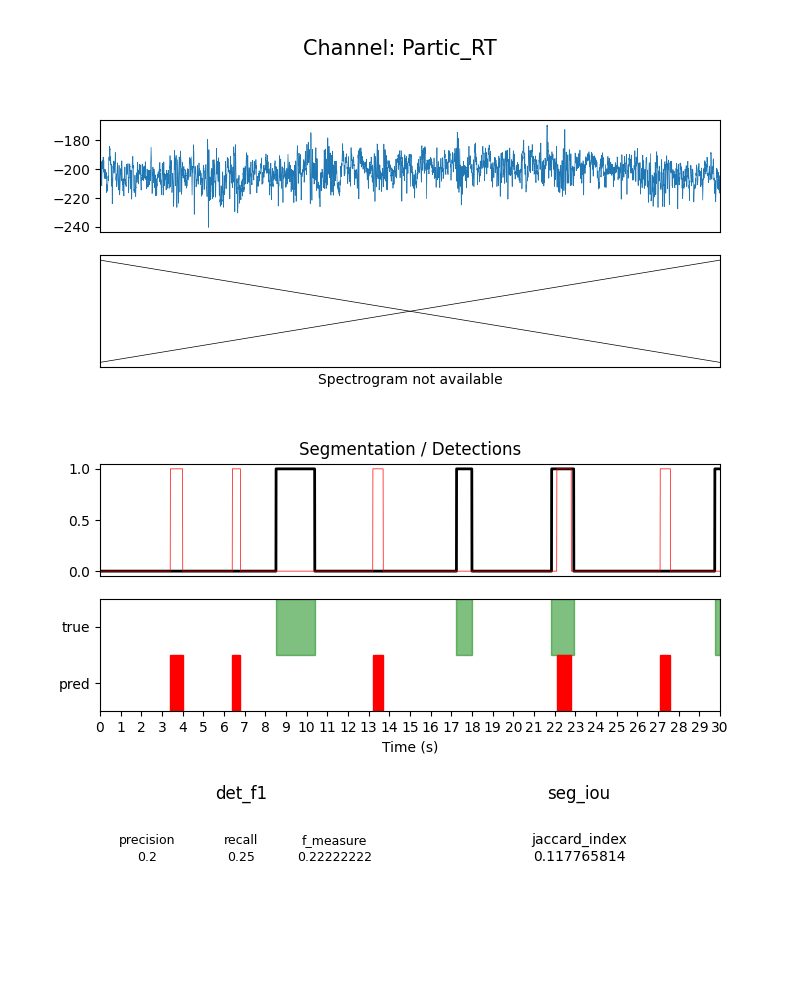 Channel: Partic_RT
−180
−200
−220
−240
Spectrogram not available
Segmentation / Detections
1.0
0.5
0.0
true
pred
0 1 2 3 4 5 6 7 8 9 10 11 12 13 14 15 16 17 18 19 20 21 22 23 24 25 26 27 28 29 30
Time (s)
det_f1 seg_iou
precision recall f_measure jaccard_index
0.2 0.25 0.22222222 0.117765814